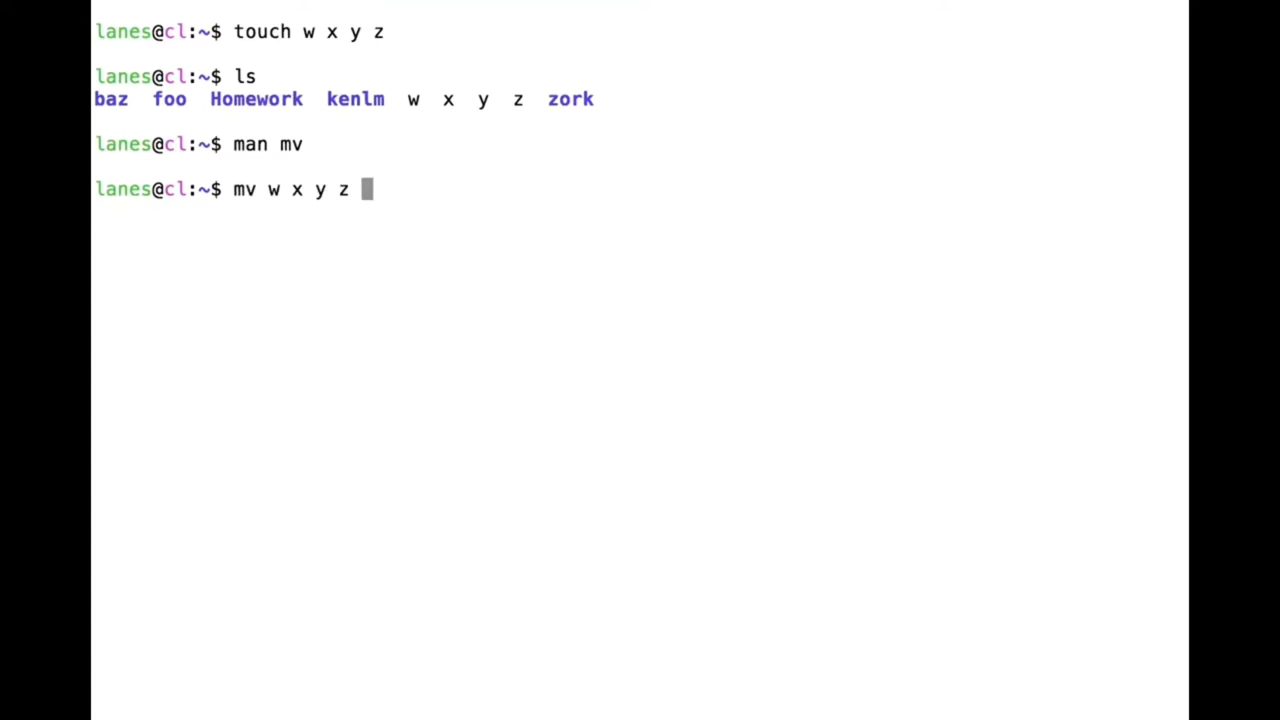 lanes@cl:~$ touch w x y z
lanes@cl:~$ ls
baz foo Homework kenlm w x y z zork
lanes@cl:~$ man mv
lanes@cl:~$ mv w x y z